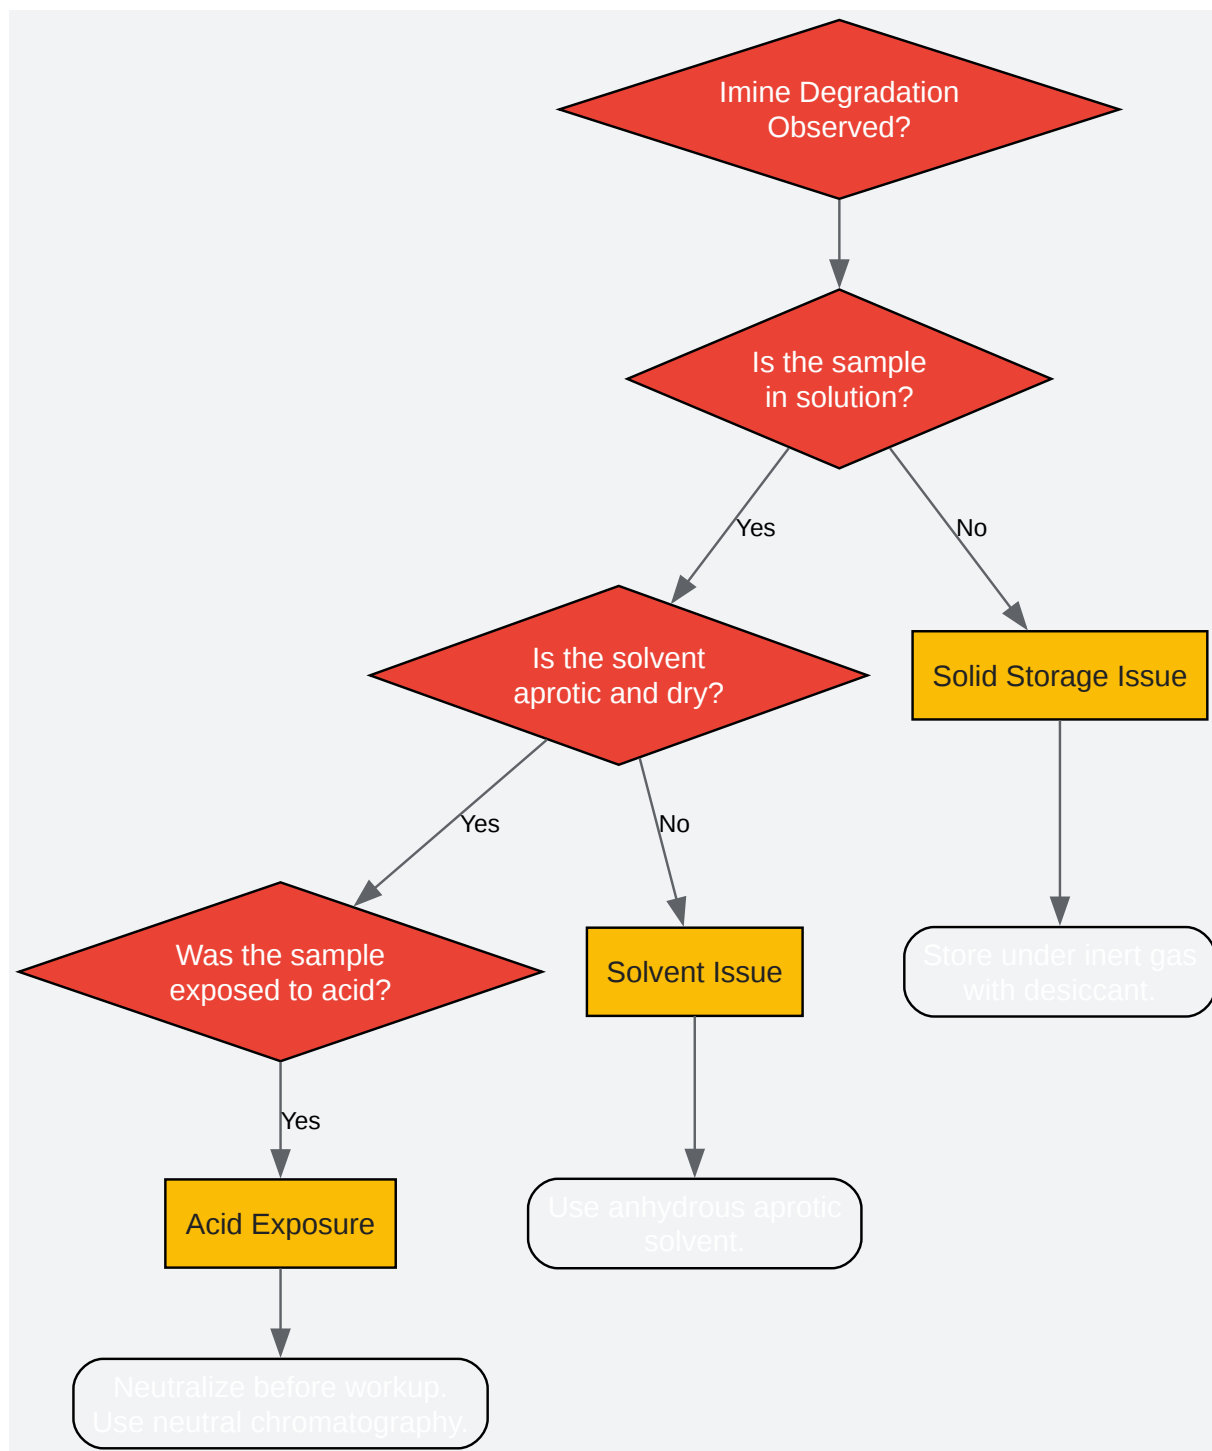 Imine Degradation
Observed?
Is the sample
in solution?
Yes
No
Is the solvent
aprotic and dry?
Solid Storage Issue
Yes
No
Was the sample
exposed to acid?
Solvent Issue
Store under inert gas
with desiccant.
Yes
Acid Exposure
Use anhydrous aprotic
solvent.
Neutralize before workup.
Use neutral chromatography.